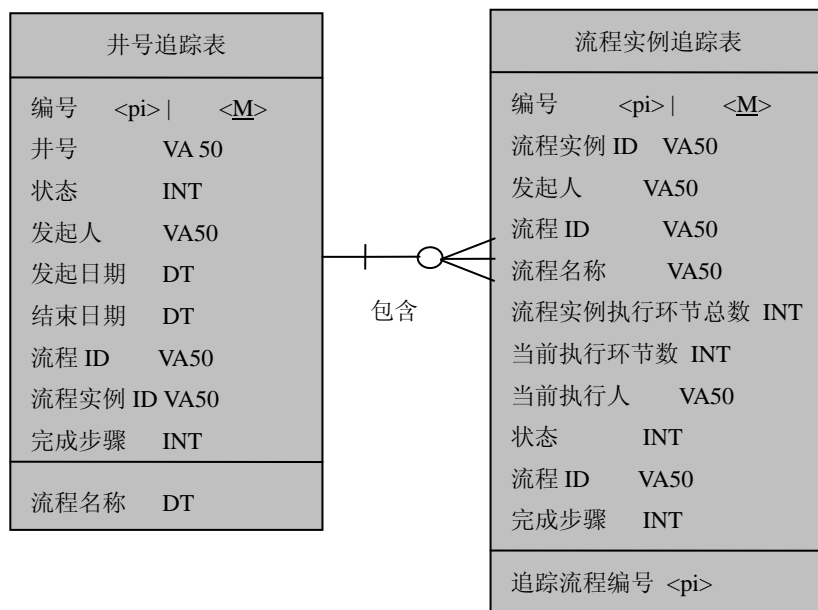 井号追踪表
编号 <pi> | <M>
井号 VA 50
状态 INT
发起人 VA50
发起日期 DT
结束日期 DT
流程 ID VA50
流程实例 ID VA50
完成步骤 INT
流程名称 DT
包含
流程实例追踪表
编号 <pi> | <M>
流程实例 ID VA50
发起人 VA50
流程 ID VA50
流程名称 VA50
流程实例执行环节总数 INT
当前执行环节数 INT
当前执行人 VA50
状态 INT
流程 ID VA50
完成步骤 INT
追踪流程编号 <pi>